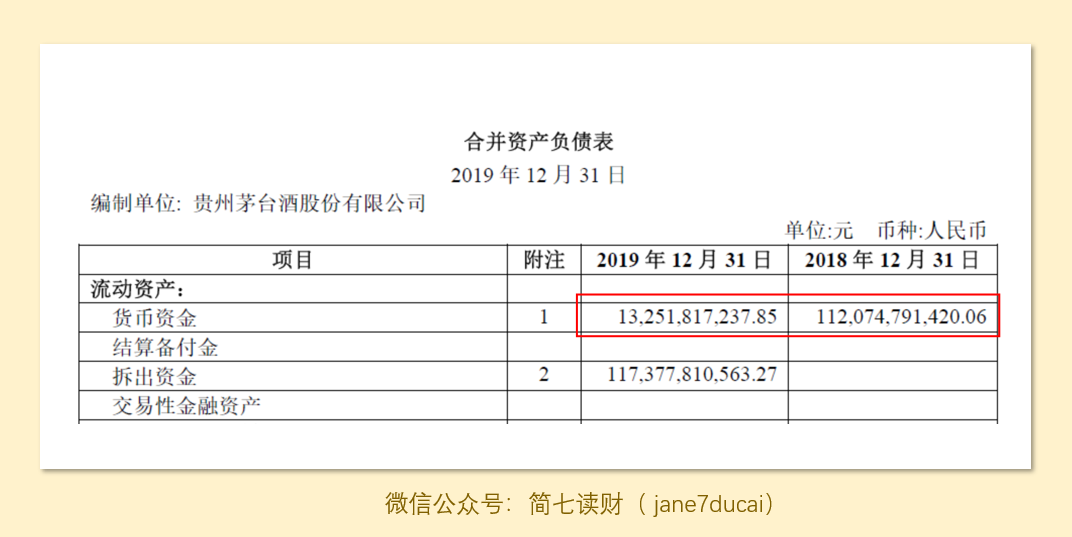 合并资产负债表
2019 年 12 月 31 日
编制单位: 贵州茅台酒股份有限公司
单位:元 币种:人民币
项目 附注 2019 年 12 月 31 日 2018 年 12 月 31 日
流动资产：
货币资金 1 13,251,817,237.85 112,074,791,420.06
结算备付金
拆出资金 2 117,377,810,563.27
交易性金融资产
微信公众号：简七读财（ jane7ducai）